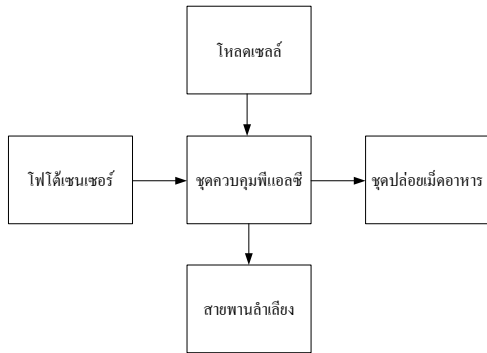 โหลดเซลล์
โฟโต้เซนเซอร์
ชุดควบคุมพีแอลซี
ชุดปล่อยเม็ดอาหาร
สายพานลำเลียง